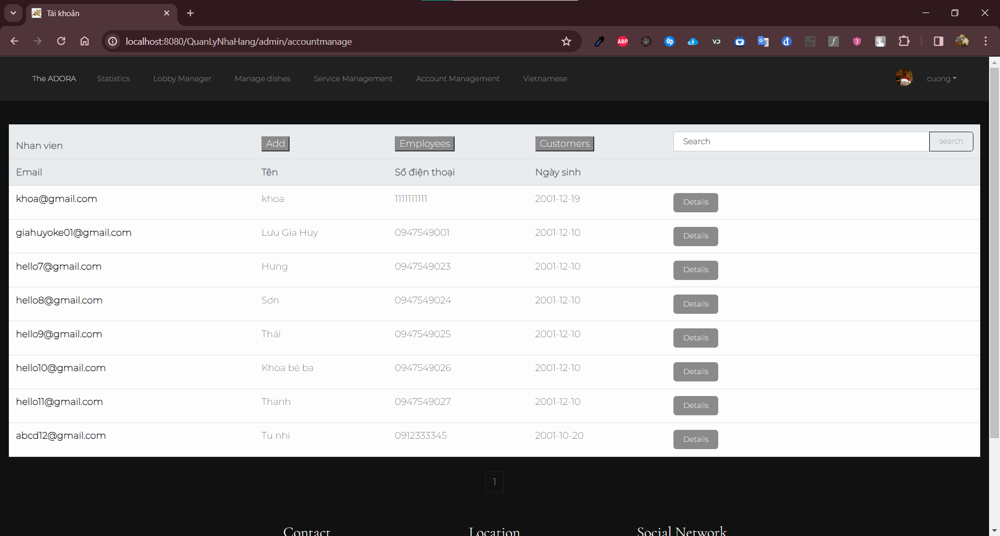 Tài khoản
localhost:8080/QuanLyNhaHang/admin/accountmanage
ABP
VD
The ADORA Statistics Lobby Manager Manage dishes Service Management Account Management Vietnamese cuong
Nhan vien Add Employees Customers Search search
Email Tên Số điện thoại Ngày sinh
khoa@gmail.com khoa 1111111111 2001-12-19 Details
giahuyoke01@gmail.com Lưu Gia Huy 0947549001 2001-12-10 Details
hello7@gmail.com Hưng 0947549023 2001-12-10 Details
hello8@gmail.com Sơn 0947549024 2001-12-10 Details
hello9@gmail.com Thái 0947549025 2001-12-10 Details
hello10@gmail.com Khoa bé ba 0947549026 2001-12-10 Details
hello11@gmail.com Thanh 0947549027 2001-12-10 Details
abcd12@gmail.com Tu nhi 0912333345 2001-10-20 Details
1
Contact Location Social Network